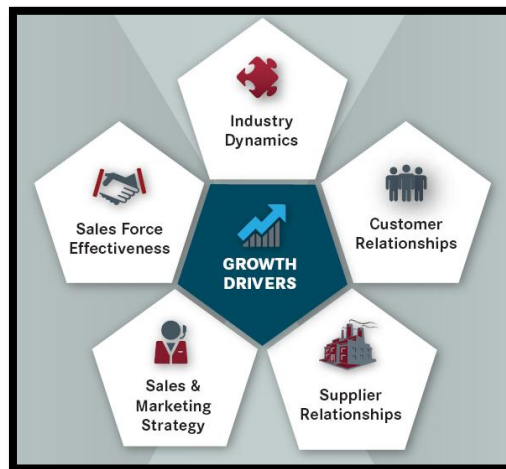 Industry
Dynamics
Sales Force
Effectiveness
Customer
Relationships
GROWTH
DRIVERS
Sales &
Marketing
Strategy
Supplier
Relationships